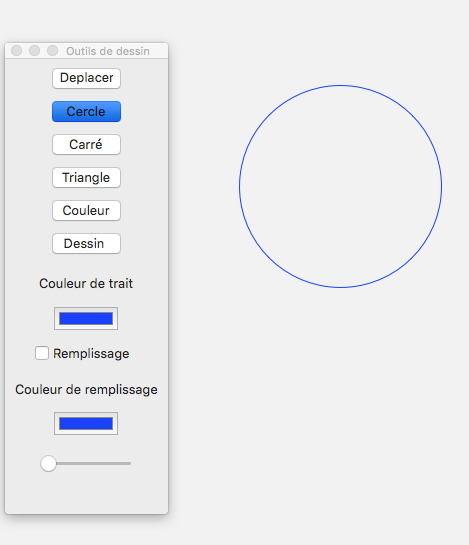 Outils de dessin
Deplacer
Cercle
Carré
Triangle
Couleur
Dessin
Couleur de trait
Remplissage
Couleur de remplissage